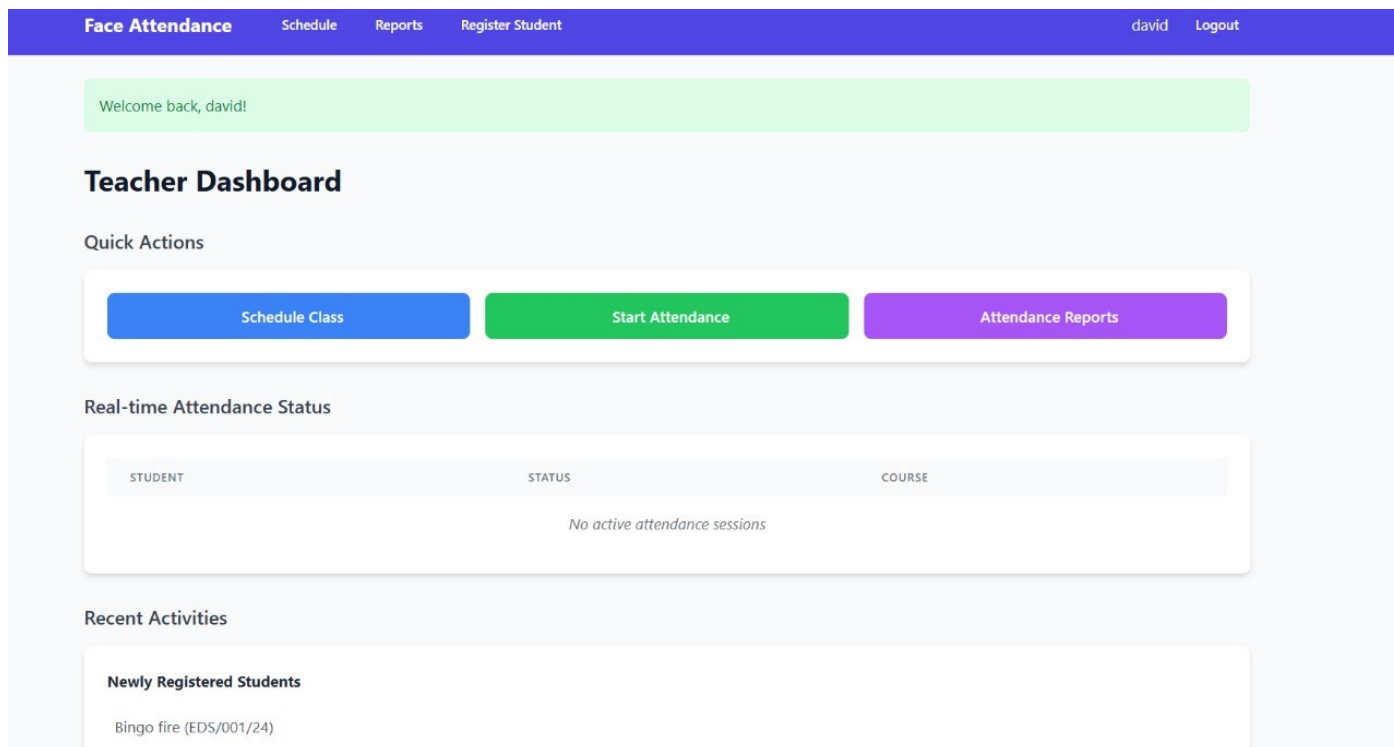 Face Attendance Schedule Reports Register Student david Logout
Welcome back, david!
Teacher Dashboard
Quick Actions
Schedule Class Start Attendance Attendance Reports
Real-time Attendance Status
STUDENT STATUS COURSE
No active attendance sessions
Recent Activities
Newly Registered Students
Bingo fire (EDS/001/24)